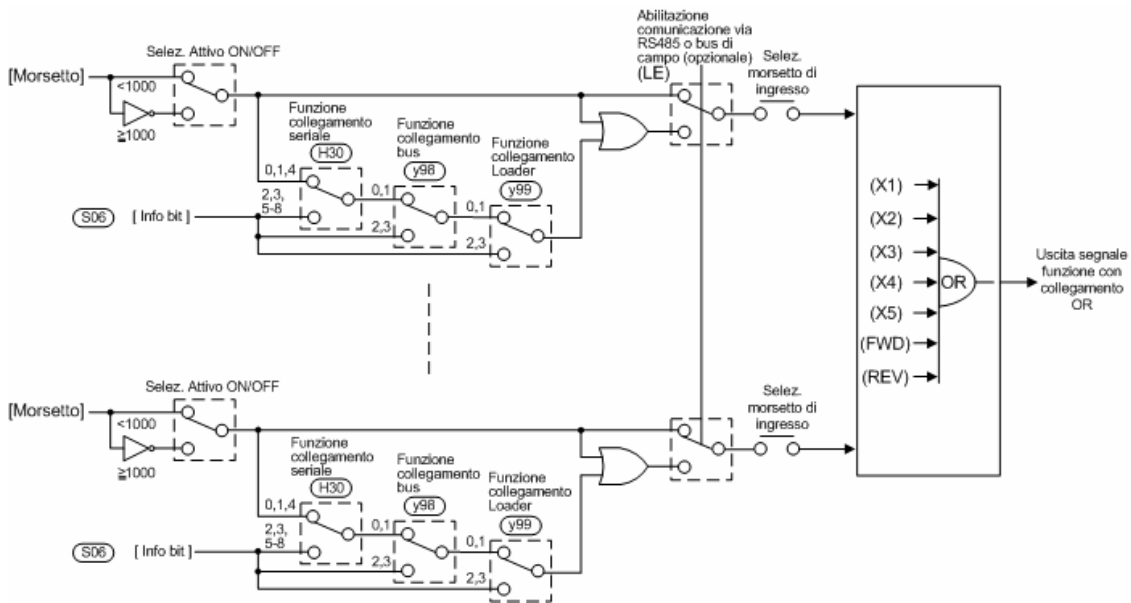 Abilitazione
comunicazione via
RS485 o bus di
campo (opzionale)
(LE)
Selez.
morsetto di
ingresso
Selez. Attivo ON/OFF
[Morsetto]
<1000
≧1000
Funzione
collegamento
seriale
H30
Funzione
collegamento
bus
y98
Funzione
collegamento
Loader
y99
0,1,4
2,3,
5-8
0,1
2,3
0,1
2,3
S06
[ Info bit ]
(X1)
(X2)
(X3)
(X4)
(X5)
(FWD)
(REV)
OR
Uscita segnale
funzione con
collegamento
OR
Selez. Attivo ON/OFF
[Morsetto]
<1000
≧1000
Selez.
morsetto di
ingresso
Funzione
collegamento
seriale
H30
Funzione
collegamento
bus
y98
Funzione
collegamento
Loader
y99
0,1,4
2,3,
5-8
0,1
2,3
0,1
2,3
S06
[ Info bit ]